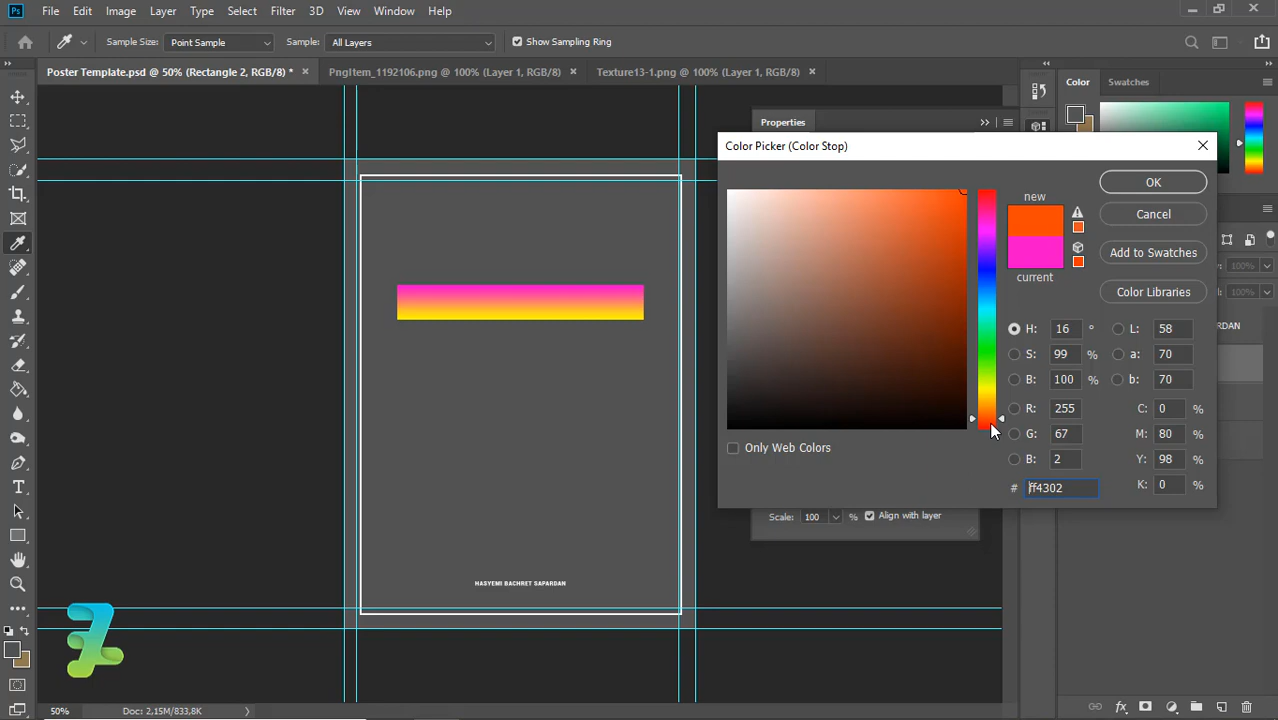 Ps File Edit Image Layer Type Select Filter 3D View Window Help
Sample Size: Point Sample Sample: All Layers Show Sampling Ring
Poster Template.psd @ 50% (Rectangle 2, RGB/8) * PngItem_1192106.png @ 100% (Layer 1, RGB/8) Texture13-1.png @ 100% (Layer 1, RGB/8)
Color Swatches
Properties
Color Picker (Color Stop)
new
OK
Cancel
Add to Swatches
current
Color Libraries
H: 16 ° L: 58
S: 99 % a: 70
B: 100 % b: 70
R: 255 C: 0 %
G: 67 M: 80 %
B: 2 Y: 98 %
# ff4302 K: 0 %
Only Web Colors
100%
100%
RDAN
Scale: 100 % Align with layer
HASYEMI BACHRET SAPARDAN
50% Doc: 2,15M/833,8K